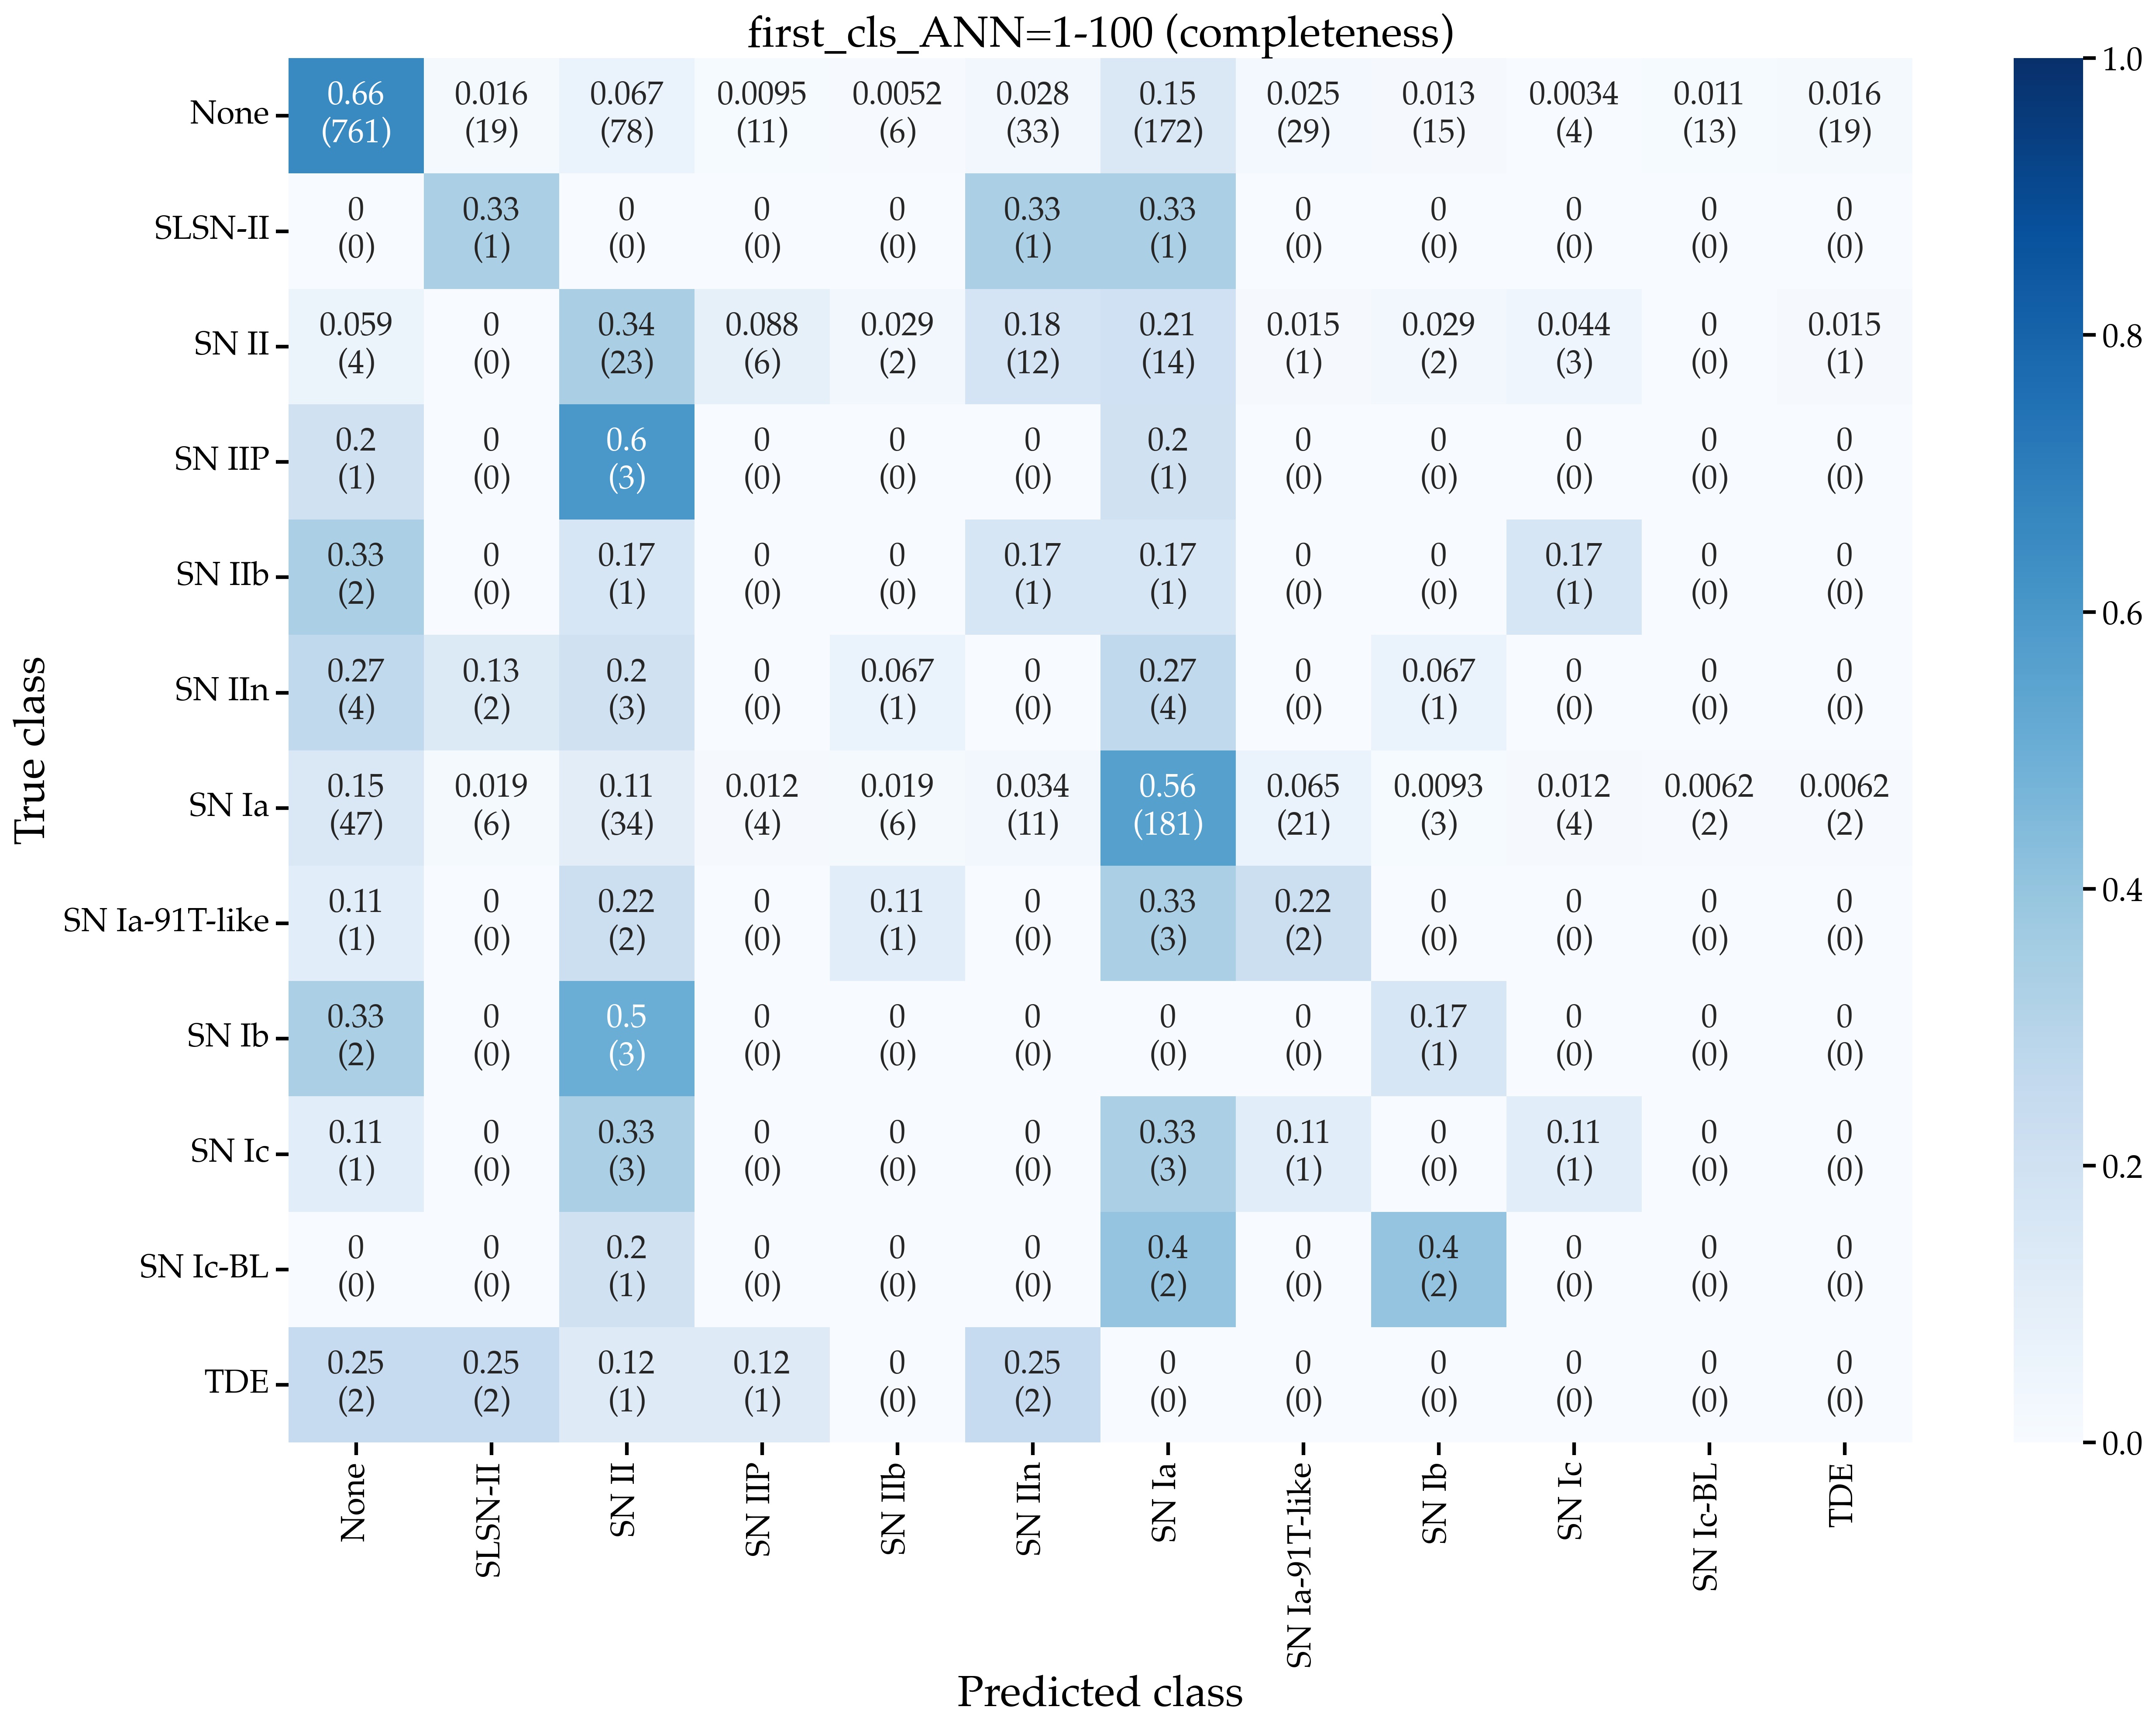 first_cls_ANN=1-100 (completeness)
None 0.66 0.016 0.067 0.0095 0.0052 0.028 0.15 0.025 0.013 0.0034 0.011 0.016
(761) (19) (78) (11) (6) (33) (172) (29) (15) (4) (13) (19)
SLSN-II 0 0.33 0 0 0 0.33 0.33 0 0 0 0 0
(0) (1) (0) (0) (0) (1) (1) (0) (0) (0) (0) (0)
SN II 0.059 0 0.34 0.088 0.029 0.18 0.21 0.015 0.029 0.044 0 0.015
(4) (0) (23) (6) (2) (12) (14) (1) (2) (3) (0) (1)
SN IIP 0.2 0 0.6 0 0 0 0.2 0 0 0 0 0
(1) (0) (3) (0) (0) (0) (1) (0) (0) (0) (0) (0)
SN IIb 0.33 0 0.17 0 0 0.17 0.17 0 0 0.17 0 0
(2) (0) (1) (0) (0) (1) (1) (0) (0) (1) (0) (0)
SN IIn 0.27 0.13 0.2 0 0.067 0 0.27 0 0.067 0 0 0
(4) (2) (3) (0) (1) (0) (4) (0) (1) (0) (0) (0)
SN Ia 0.15 0.019 0.11 0.012 0.019 0.034 0.56 0.065 0.0093 0.012 0.0062 0.0062
(47) (6) (34) (4) (6) (11) (181) (21) (3) (4) (2) (2)
SN Ia-91T-like 0.11 0 0.22 0 0.11 0 0.33 0.22 0 0 0 0
(1) (0) (2) (0) (1) (0) (3) (2) (0) (0) (0) (0)
SN Ib 0.33 0 0.5 0 0 0 0 0 0.17 0 0 0
(2) (0) (3) (0) (0) (0) (0) (0) (1) (0) (0) (0)
SN Ic 0.11 0 0.33 0 0 0 0.33 0.11 0 0.11 0 0
(1) (0) (3) (0) (0) (0) (3) (1) (0) (1) (0) (0)
SN Ic-BL 0 0 0.2 0 0 0 0.4 0 0.4 0 0 0
(0) (0) (1) (0) (0) (0) (2) (0) (2) (0) (0) (0)
TDE 0.25 0.25 0.12 0.12 0 0.25 0 0 0 0 0 0
(2) (2) (1) (1) (0) (2) (0) (0) (0) (0) (0) (0)
True class
None
SLSN-II
SN II
SN IIP
SN IIb
SN IIn
SN Ia
SN Ia-91T-like
SN Ib
SN Ic
SN Ic-BL
TDE
Predicted class
1.0
0.8
0.6
0.4
0.2
0.0